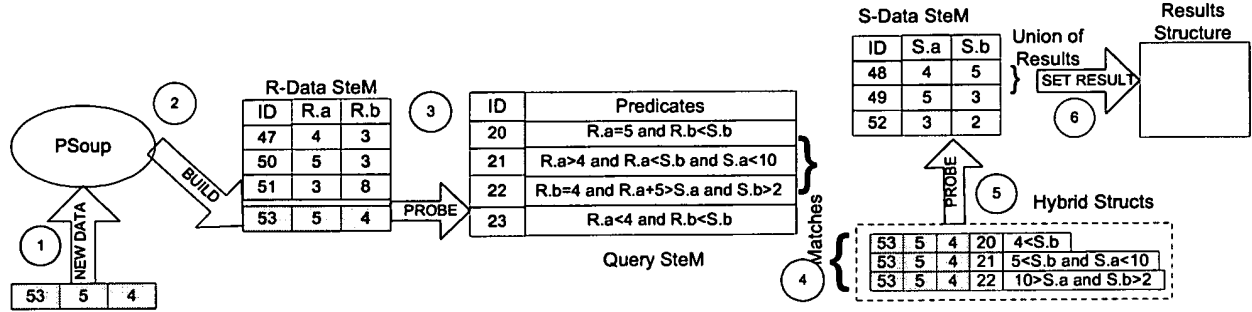 S-Data SteM
Results
Structure
ID S.a S.b
48 4 5
49 5 3
52 3 2
Union of
Results
SET RESULT
6
2
R-Data SteM
ID R.a R.b
47 4 3
50 5 3
51 3 8
53 5 4
3
ID Predicates
20 R.a=5 and R.b<S.b
21 R.a>4 and R.a<S.b and S.a<10
22 R.b=4 and R.a+5>S.a and S.b>2
23 R.a<4 and R.b<S.b
Query SteM
PSoup
BUILD
PROBE
1
NEW DATA
53 5 4
Matches
4
PROBE
5
Hybrid Structs
53 5 4 20 4<S.b
53 5 4 21 5<S.b and S.a<10
53 5 4 22 10>S.a and S.b>2